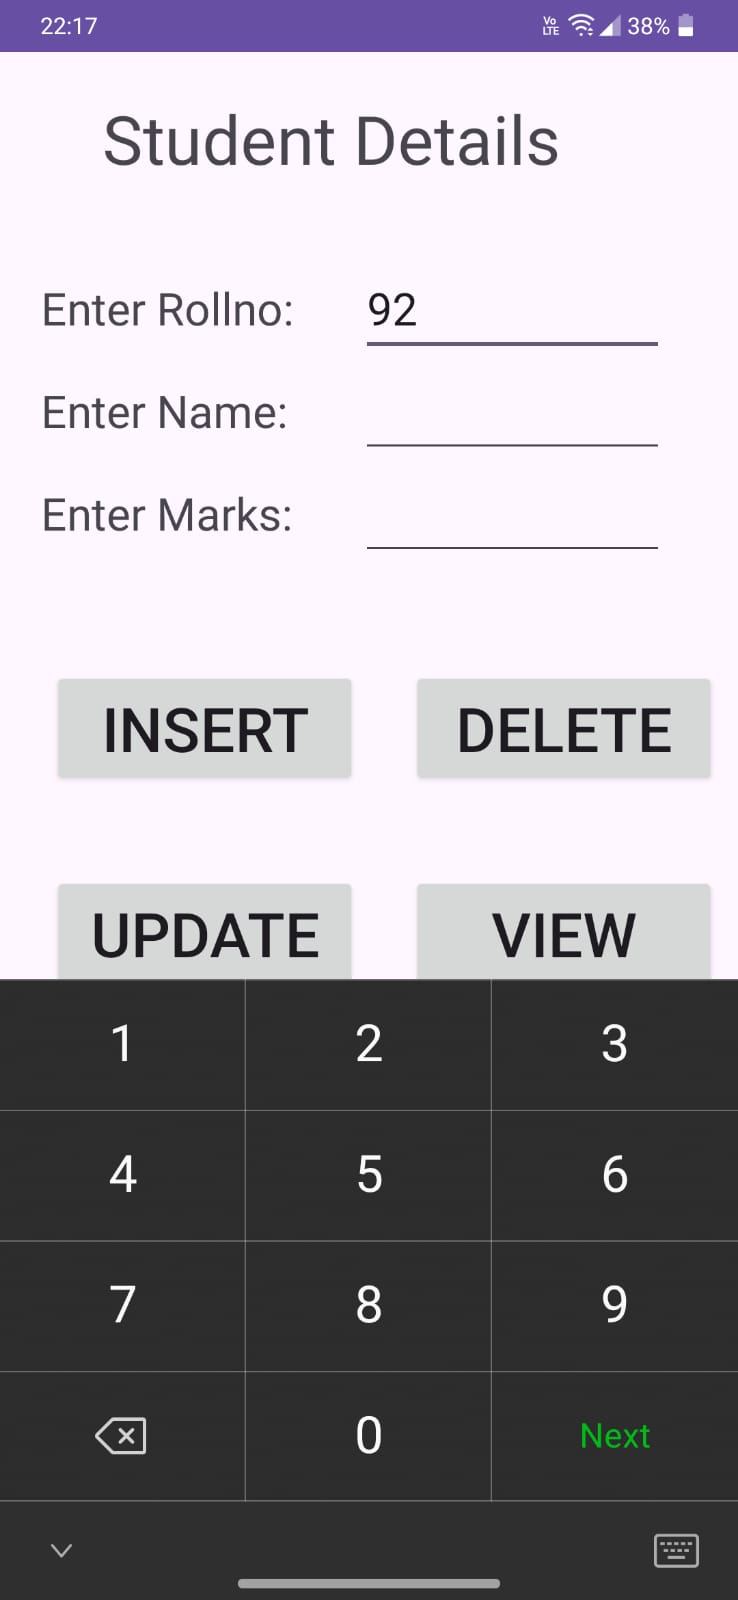 22:17 Vo LTE 38%
Student Details
Enter Rollno: 92
Enter Name:
Enter Marks:
INSERT DELETE
UPDATE VIEW
1 2 3
4 5 6
7 8 9
0 Next